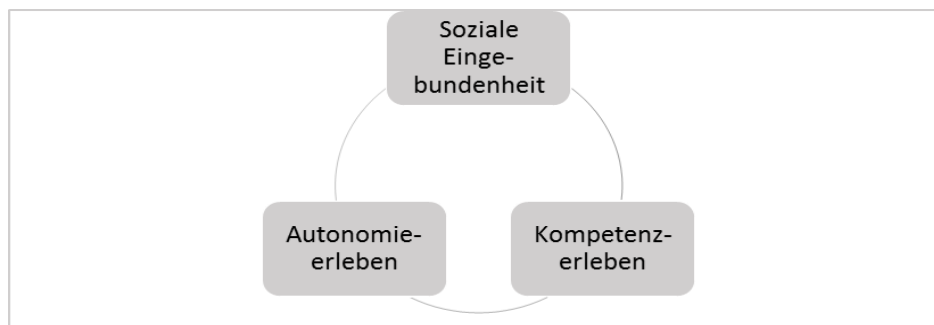 Soziale
Einge-
bundenheit
Autonomie-
erleben
Kompetenz-
erleben